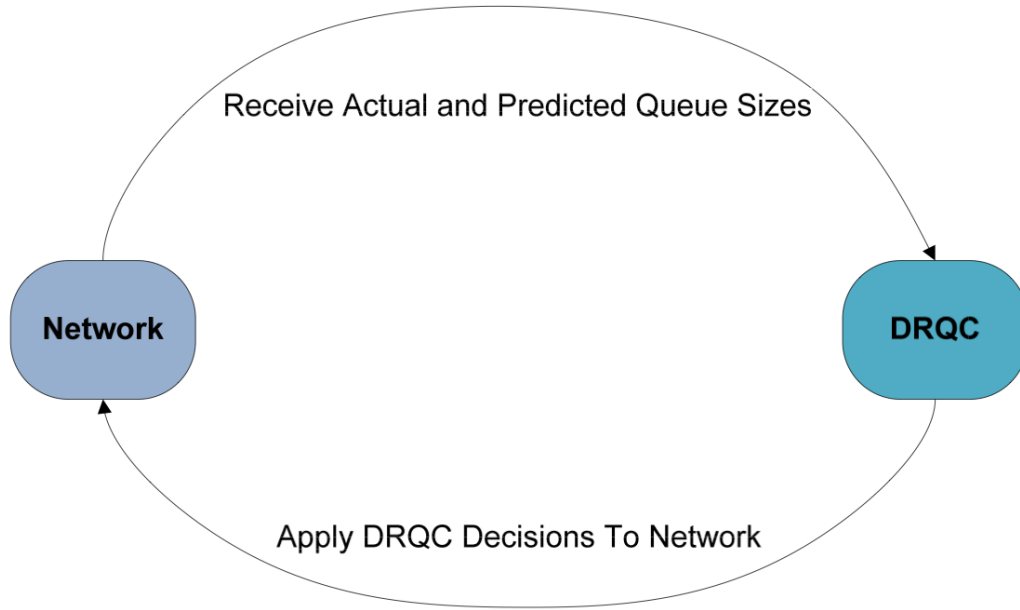 Receive Actual and Predicted Queue Sizes
Network
DRQC
Apply DRQC Decisions To Network